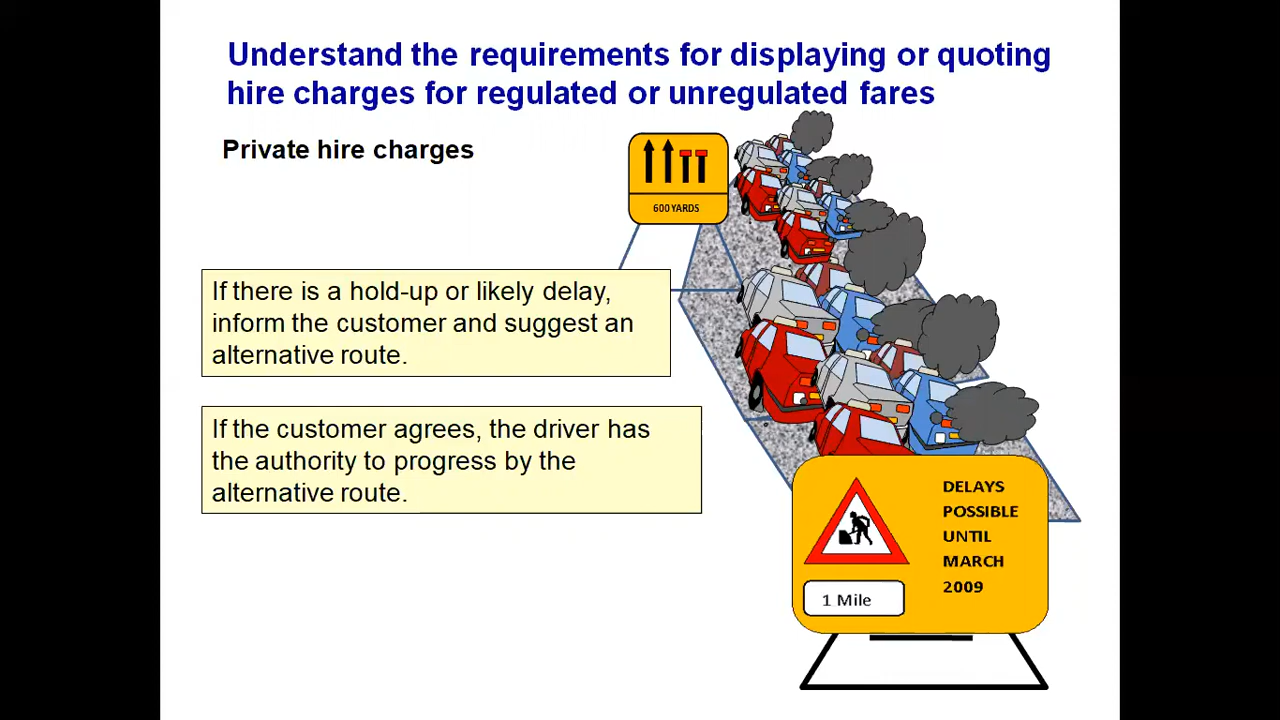 Understand the requirements for displaying or quoting
hire charges for regulated or unregulated fares
Private hire charges
600 YARDS
If there is a hold-up or likely delay,
inform the customer and suggest an
alternative route.
If the customer agrees, the driver has
the authority to progress by the
alternative route.
DELAYS
POSSIBLE
UNTIL
MARCH
2009
1 Mile